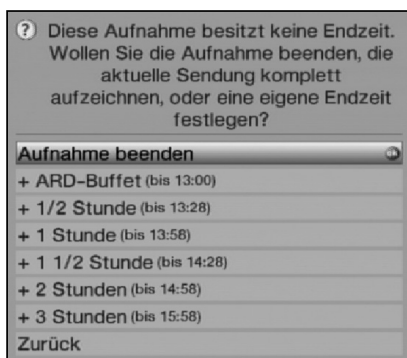 Diese Aufnahme besitzt keine Endzeit.
Wollen Sie die Aufnahme beenden, die
aktuelle Sendung komplett
aufzeichnen, oder eine eigene Endzeit
festlegen?
Aufnahme beenden
+ ARD-Buffet (bis 13:00)
+ 1/2 Stunde (bis 13:28)
+ 1 Stunde (bis 13:58)
+ 1 1/2 Stunde (bis 14:28)
+ 2 Stunden (bis 14:58)
+ 3 Stunden (bis 15:58)
Zurück